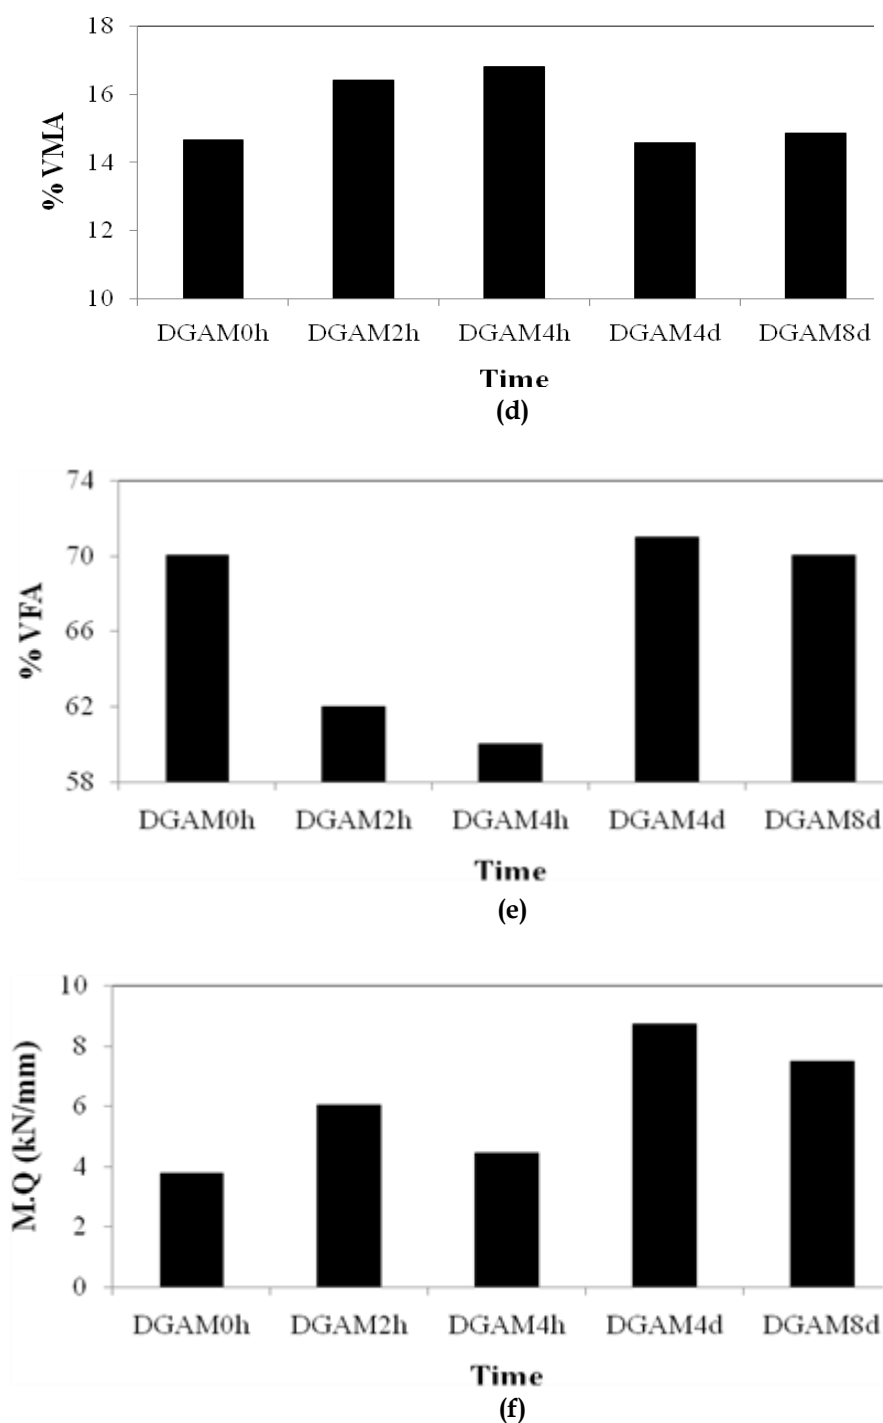 18
16
14
12
10
% VMA
DGAM0h DGAM2h DGAM4h DGAM4d DGAM8d
Time
(d)
74
70
66
62
58
% VFA
DGAM0h DGAM2h DGAM4h DGAM4d DGAM8d
Time
(e)
10
8
6
4
2
0
M.Q (kN/mm)
DGAM0h DGAM2h DGAM4h DGAM4d DGAM8d
Time
(f)